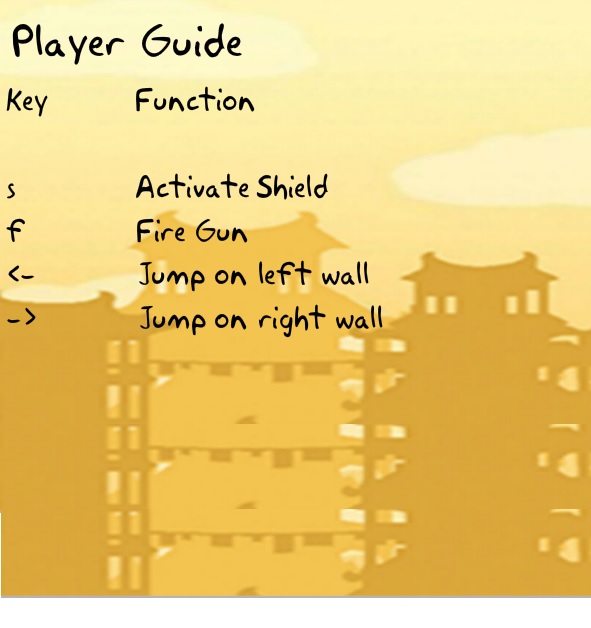 Player Guide
Key Function
s Activate Shield
f Fire Gun
<- Jump on left wall
-> Jump on right wall